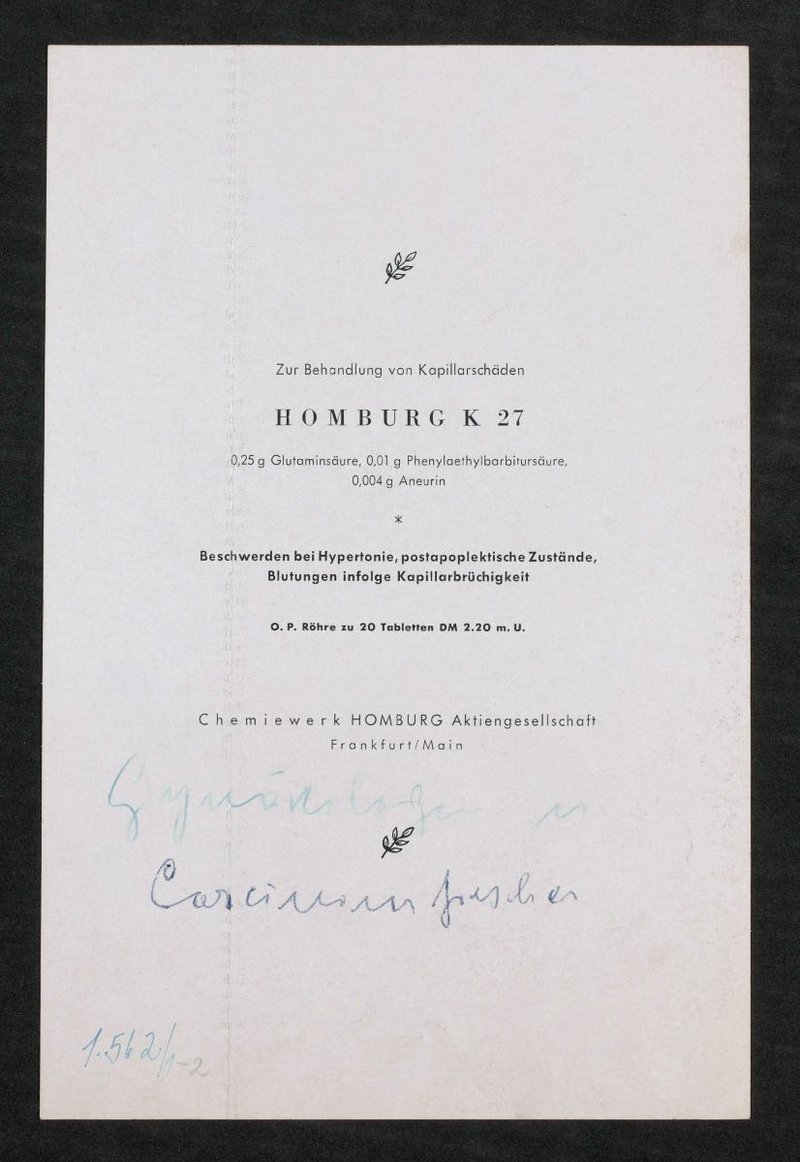 Zur Behandlung von Kapillarschäden
HOMBURG K 27
0,25 g Glutaminsäure, 0,01 g Phenylaethylbarbitursäure,
0,004 g Aneurin
*
Beschwerden bei Hypertonie, postapoplektische Zustände,
Blutungen infolge Kapillarbrüchigkeit
O. P. Röhre zu 20 Tabletten DM 2.20 m. U.
Chemiewerk HOMBURG Aktiengesellschaft
Frankfurt/Main
Gynäkologen u
Carcinomforscher
1.562/1-2